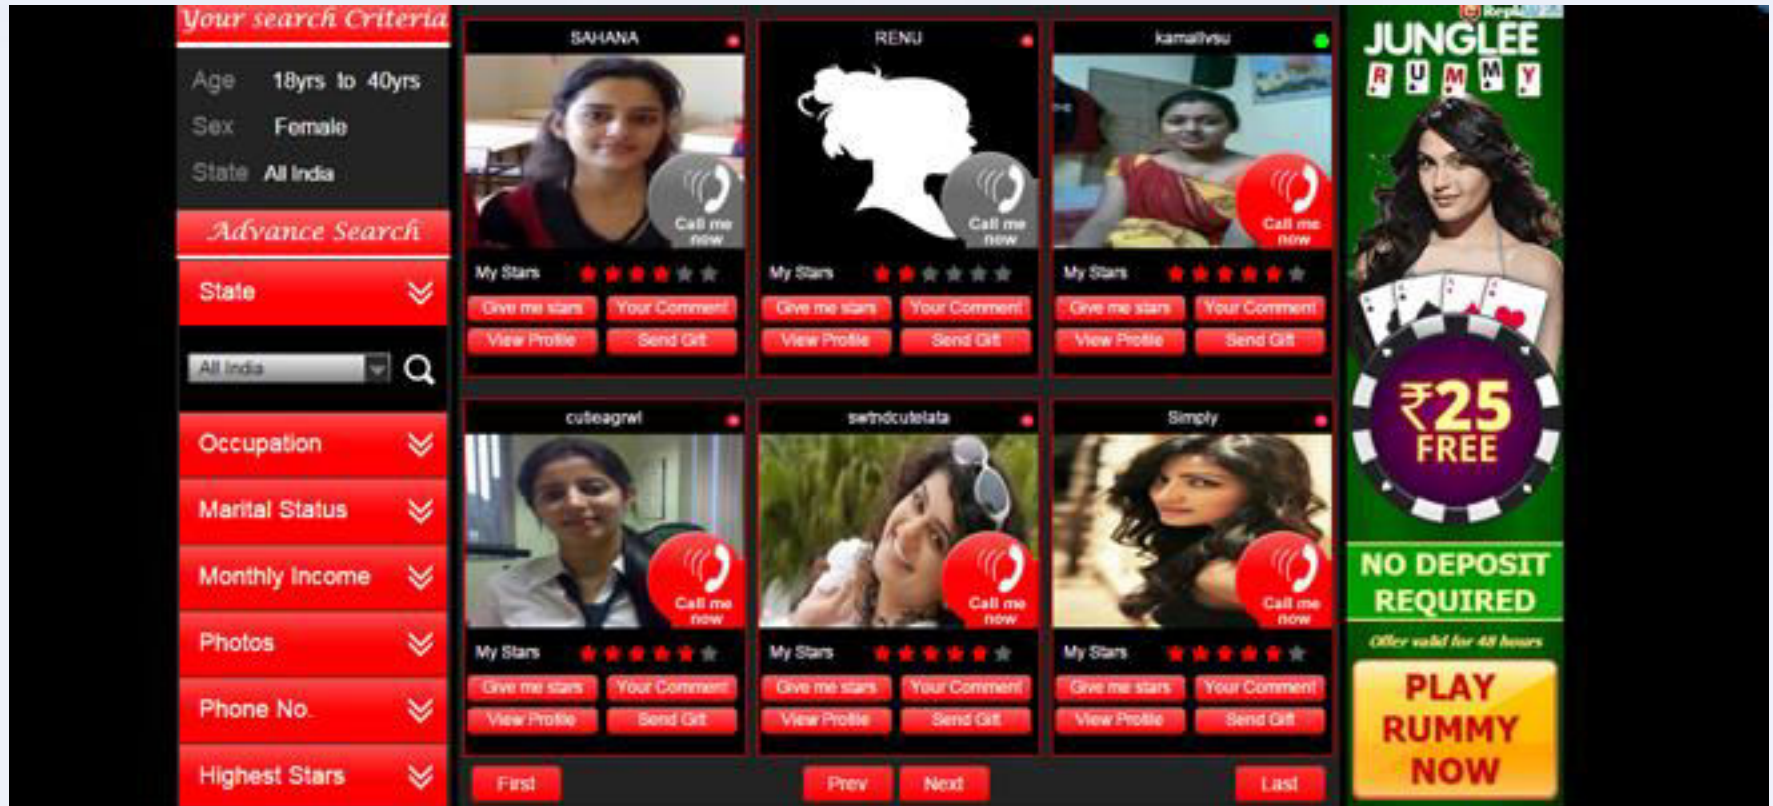 Your search Criteria
Age 18yrs to 40yrs
Sex Female
State All India
Advance Search
State
All India
Occupation
Marital Status
Monthly Income
Photos
Phone No.
Highest Stars
SAHANA
Call me
now
My Stars
Give me stars Your Comment
View Profile Send Gift
RENU
Call me
now
My Stars
Give me stars Your Comment
View Profile Send Gift
kamallvsu
Call me
now
My Stars
Give me stars Your Comment
View Profile Send Gift
cutieagrwl
Call me
now
My Stars
Give me stars Your Comment
View Profile Send Gift
swtndcutelata
Call me
now
My Stars
Give me stars Your Comment
View Profile Send Gift
Simply
Call me
now
My Stars
Give me stars Your Comment
View Profile Send Gift
First Prev Next Last
JUNGLEE
RUMMY
₹25
FREE
NO DEPOSIT
REQUIRED
Offer valid for 48 hours
PLAY
RUMMY
NOW